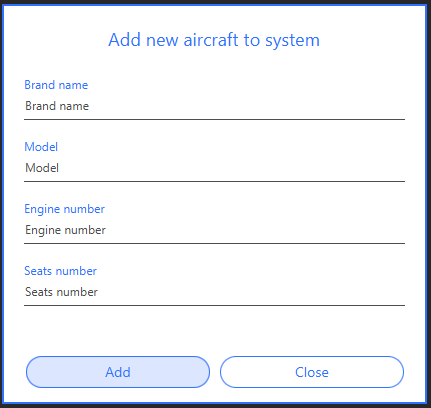 Add new aircraft to system
Brand name
Brand name
Model
Model
Engine number
Engine number
Seats number
Seats number
Add
Close